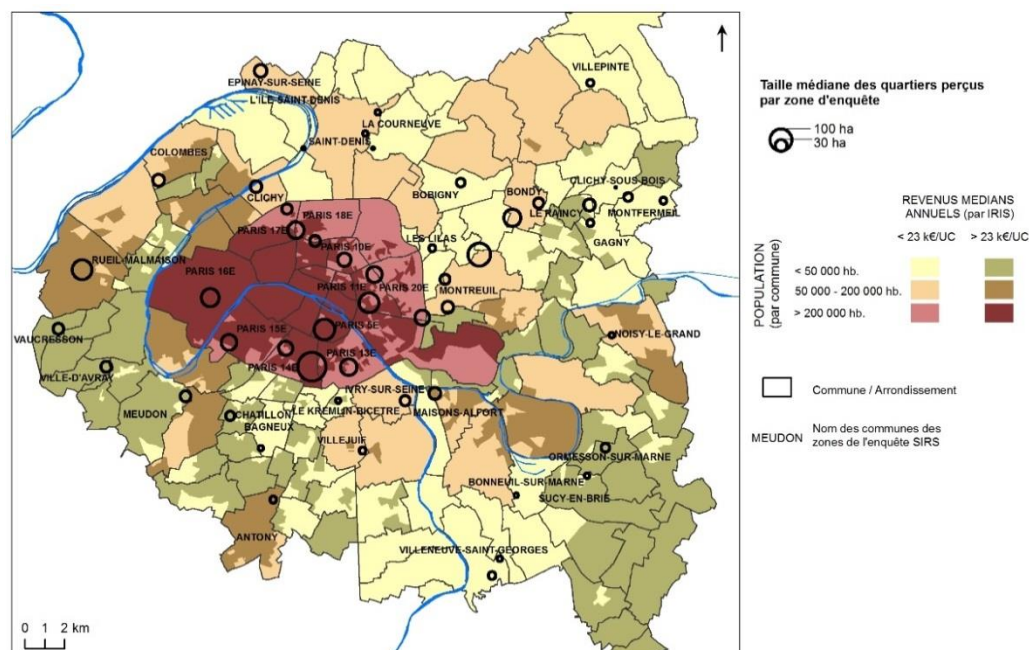 VILLEPINTE
EPINAY-SUR-SEINE
L'ILE-SAINT-DENIS
LA COURNEUVE
SAINT-DENIS
COLOMBES
CLICHY
BOBIGNY
BONDY
CLICHY-SOUS-BOIS
LE RAINCY
MONTFERMEIL
GAGNY
PARIS 18E
PARIS 17E
PARIS 10E
LES LILAS
RUEIL-MALMAISON
PARIS 16E
PARIS 11E
PARIS 20E
MONTREUIL
VAUCRESSON
PARIS 15E
PARIS 5E
NOISY-LE-GRAND
VILLE-D'AVRAY
PARIS 14E
PARIS 13E
MEUDON
IVRY-SUR-SEINE
CHATILLON
LE KREMLIN-BICETRE
MAISONS-ALFORT
BAGNEUX
VILLEJUIF
ORMESSON-SUR-MARNE
BONNEUIL-SUR-MARNE
SUCY-EN-BRIE
ANTONY
VILLENEUVE-SAINT-GEORGES
0 1 2 km
Taille médiane des quartiers perçus
par zone d'enquête
100 ha
30 ha
REVENUS MEDIANS
ANNUELS (par IRIS)
< 23 k€/UC > 23 k€/UC
POPULATION
(par commune)
< 50 000 hb.
50 000 - 200 000 hb.
> 200 000 hb.
Commune / Arrondissement
MEUDON
Nom des communes des
zones de l'enquête SIRS